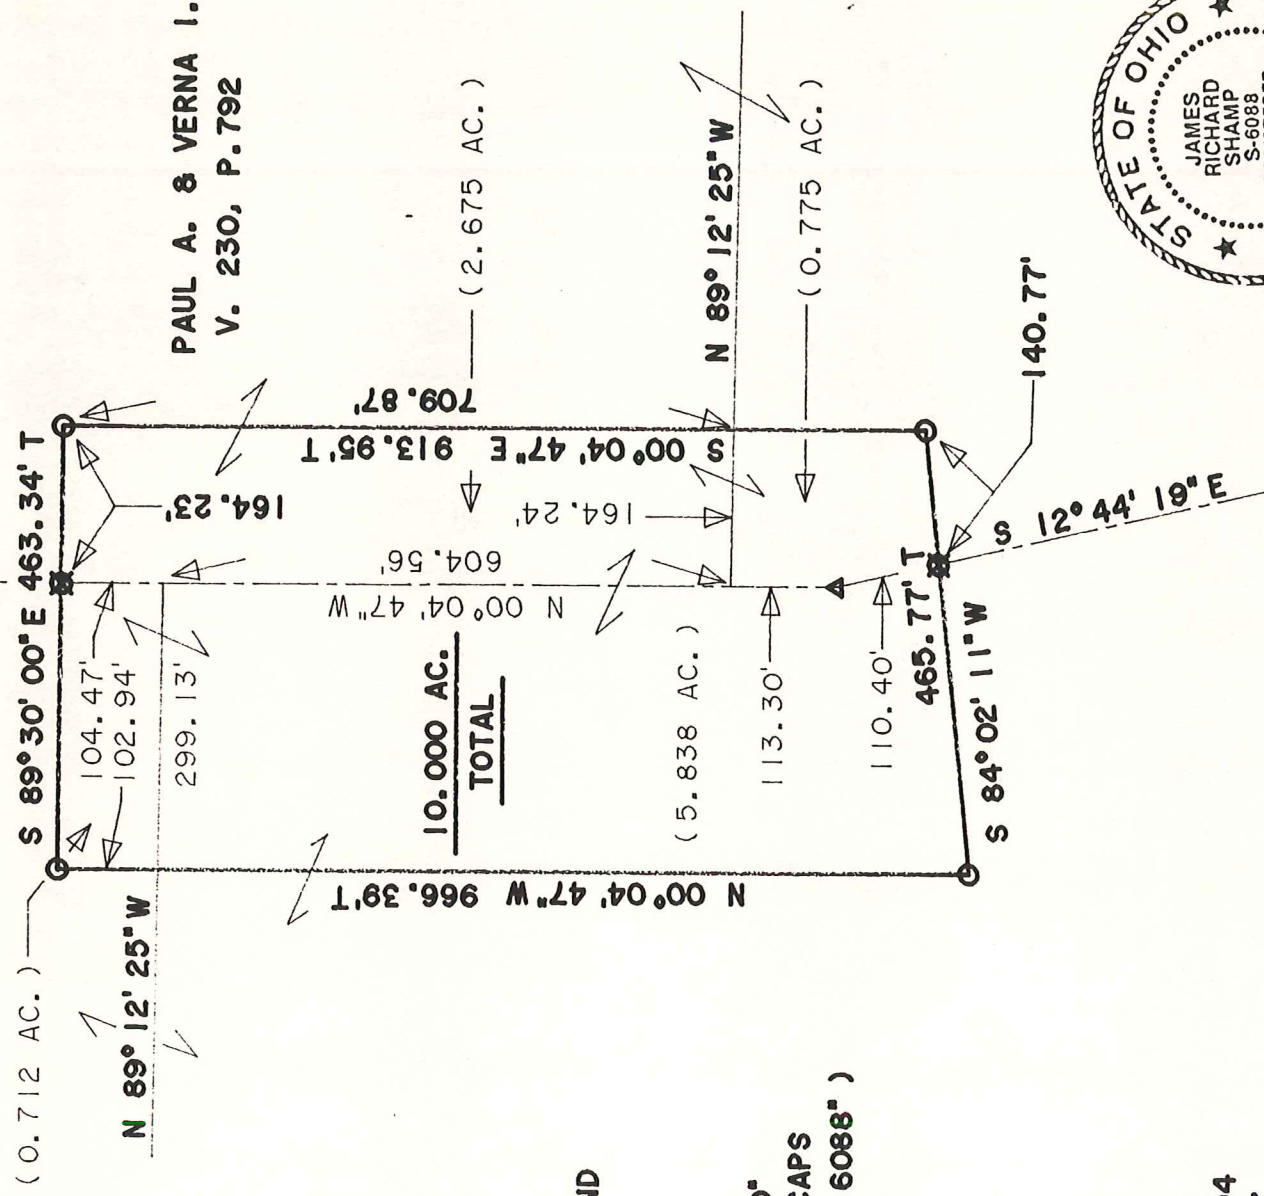 S 89° 30' 00" E 463.34' T
(0.712 AC.)
N 89° 12' 25" W
104.47'
102.94'
299.13'
164.23'
PAUL A. & VERNA I.
V. 230, P. 792
709.87'
S 00° 04' 47" E 913.95' T
(2.675 AC.)
604.56'
N 00° 04' 47" W
164.24'
10.000 AC.
TOTAL
N 00° 04' 47" W 966.39' T
(5.838 AC.)
N 89° 12' 25" W
(0.775 AC.)
113.30'
110.40'
465.77' T
S 84° 02' 11" W
140.77'
S 12° 44' 19" E
STATE OF OHIO
JAMES
RICHARD
SHAMP
S-6088
CAPS
6088" )